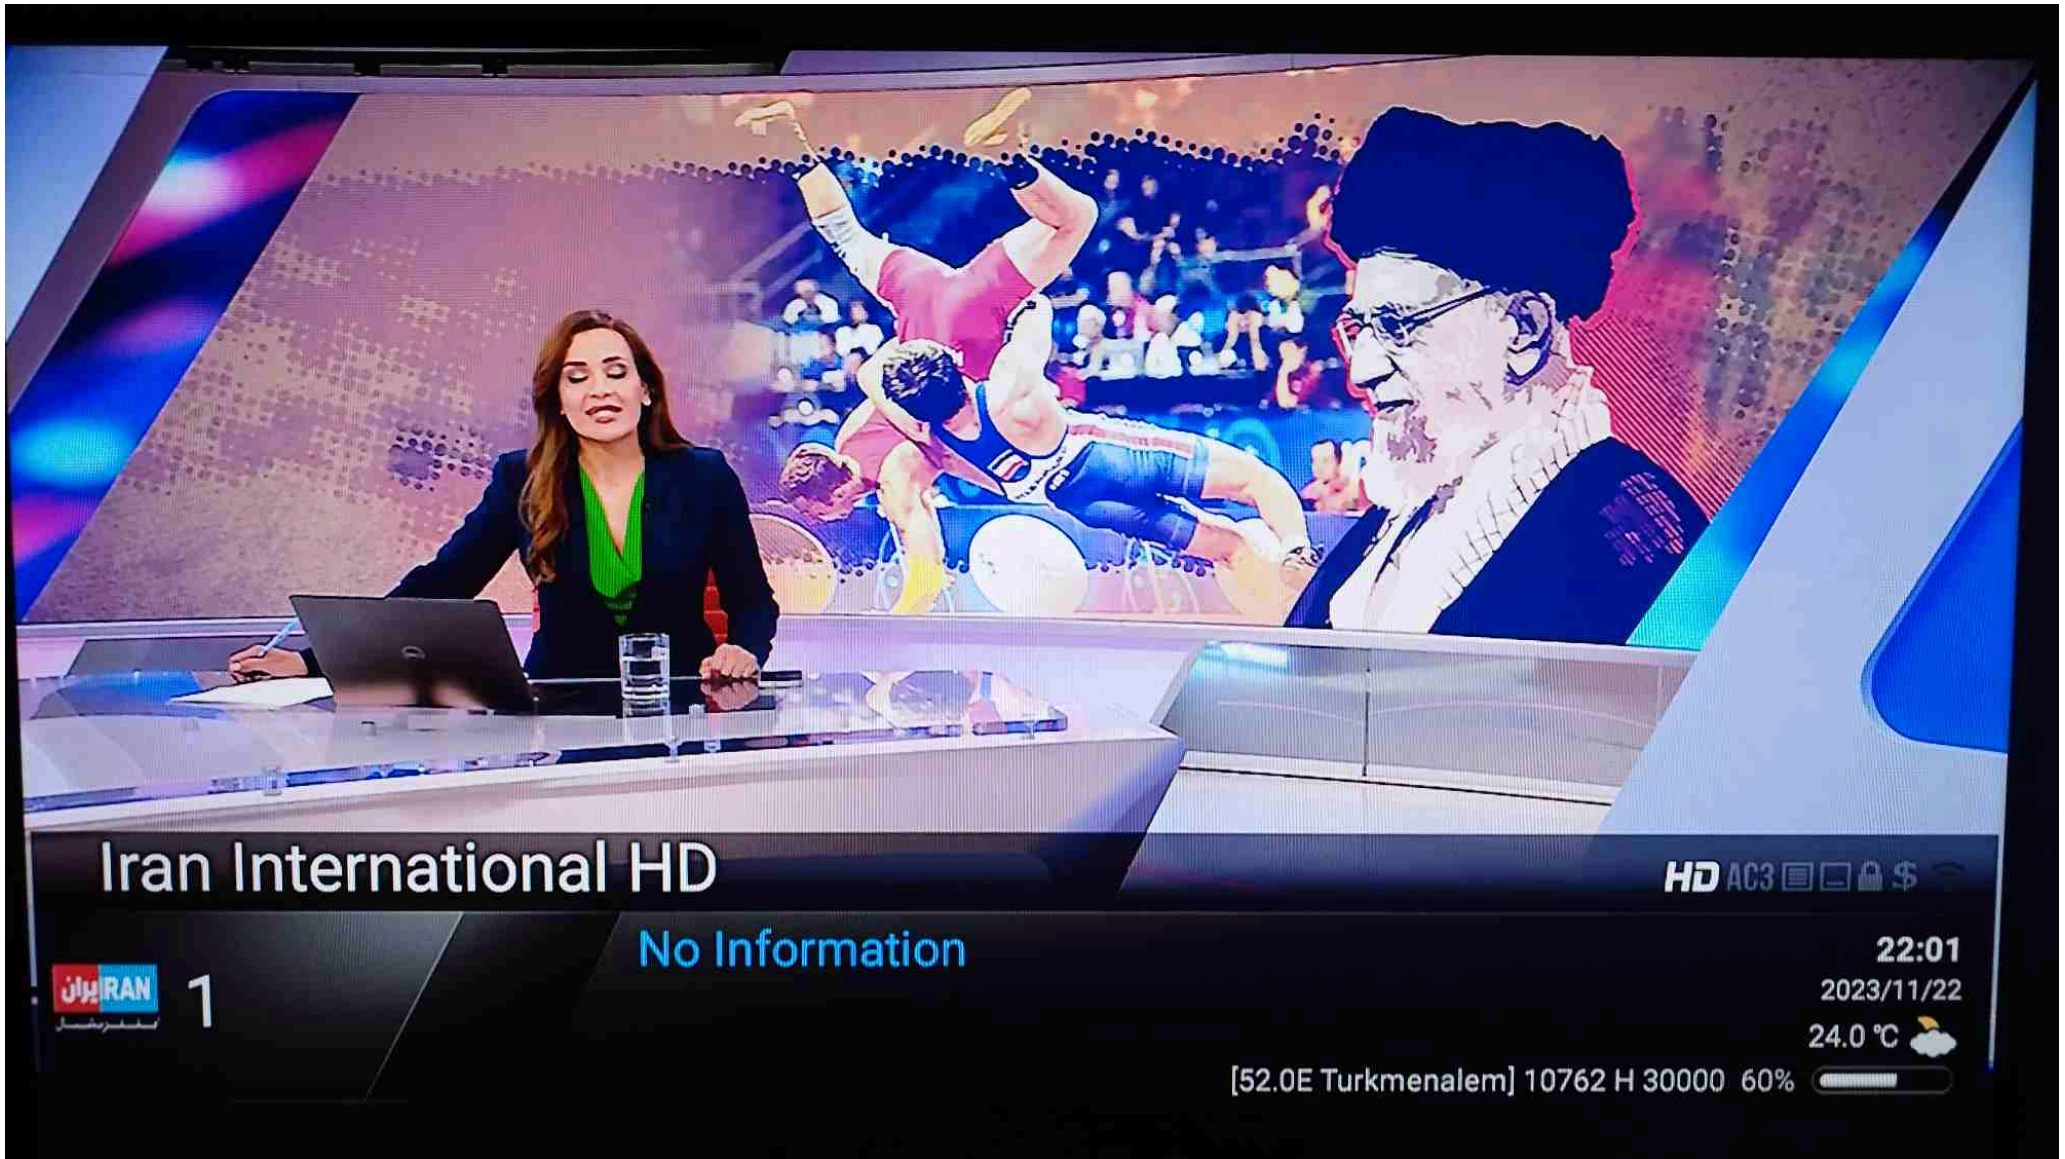 Iran International HD
HD AC3 $
No Information
22:01
ایران IRAN
اینترنشنال
1
2023/11/22
24.0 °C
[52.0E Turkmenalem] 10762 H 30000 60%